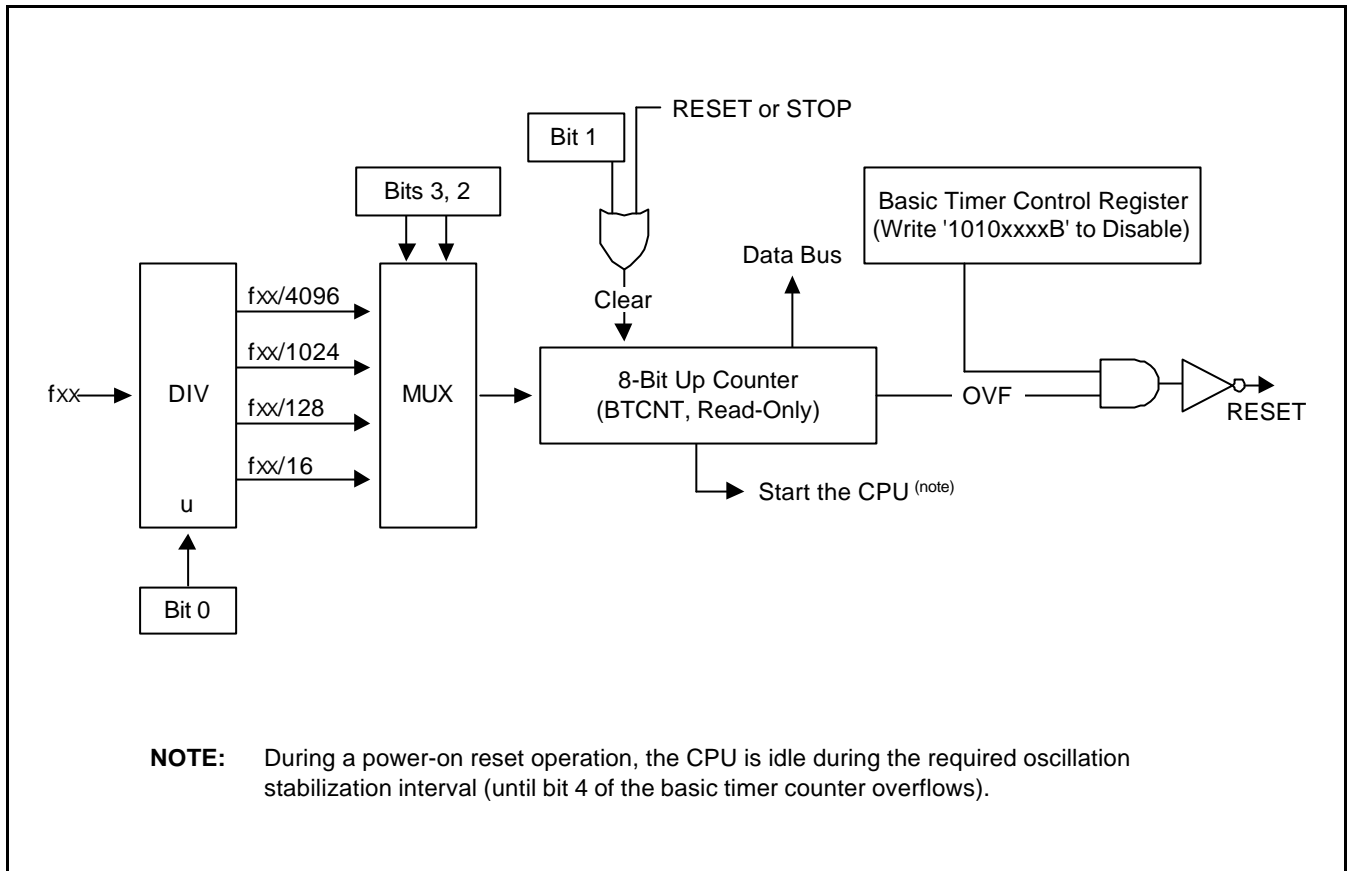 RESET or STOP
Bit 1
Bits 3, 2
Basic Timer Control Register
(Write '1010xxxxB' to Disable)
Data Bus
Clear
fxx/4096
fxx/1024
fxx/128
fxx/16
fxx
DIV
MUX
8-Bit Up Counter
(BTCNT, Read-Only)
OVF
RESET
Start the CPU (note)
u
Bit 0
NOTE: During a power-on reset operation, the CPU is idle during the required oscillation
stabilization interval (until bit 4 of the basic timer counter overflows).